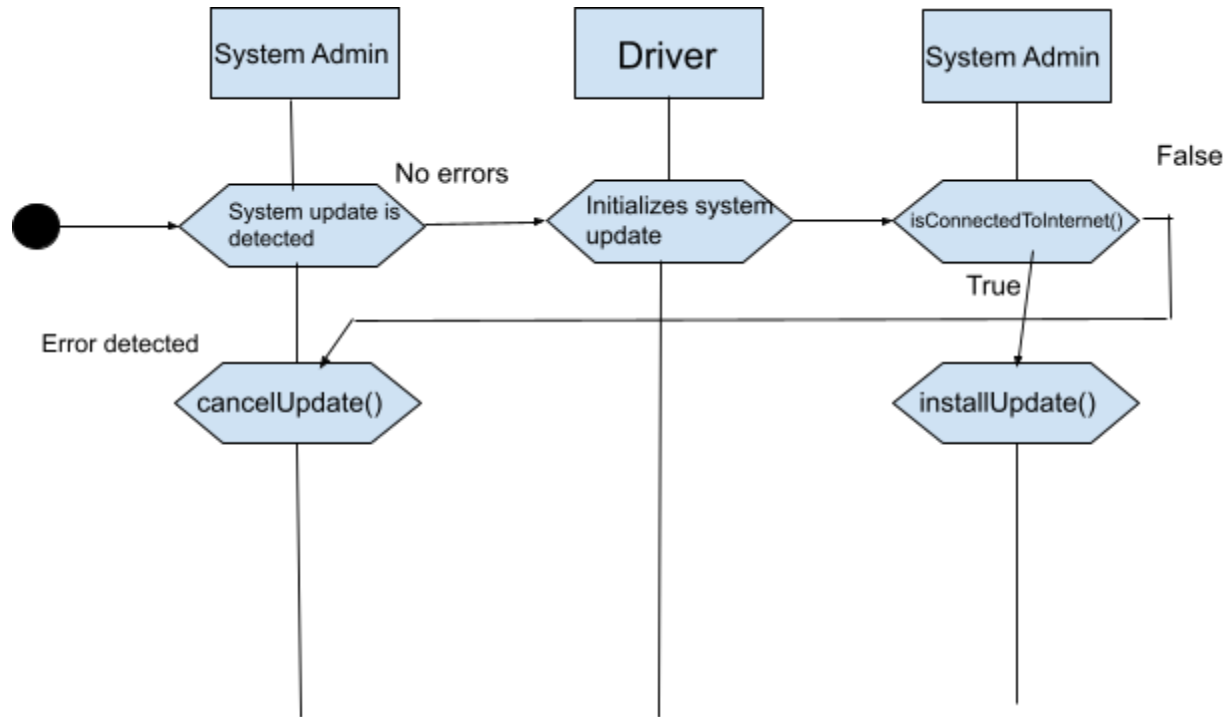 System Admin
Driver
System Admin
False
No errors
System update is
detected
Initializes system
update
isConnectedToInternet()
True
Error detected
cancelUpdate()
installUpdate()